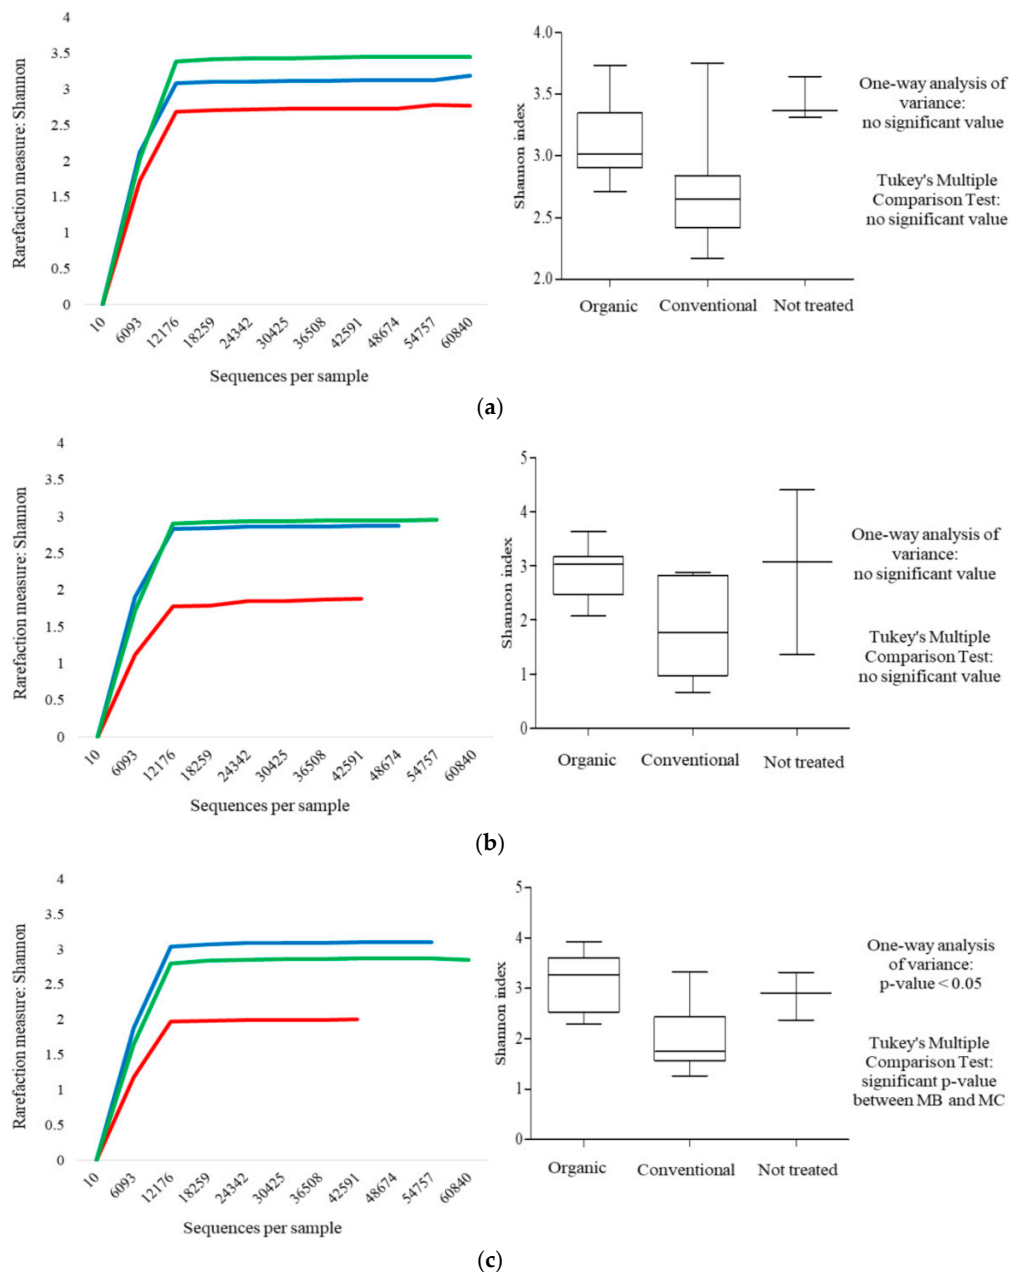 4
3.5
3
2.5
2
1.5
1
0.5
0
Rarefaction measure: Shannon
10
6093
12176
18259
24342
30425
36508
42591
48674
54757
60840
Sequences per sample
4.0
3.5
3.0
2.5
2.0
Shannon index
Organic
Conventional
Not treated
One-way analysis of
variance:
no significant value
Tukey's Multiple
Comparison Test:
no significant value
(a)
4
3.5
3
2.5
2
1.5
1
0.5
0
Rarefaction measure: Shannon
10
6093
12176
18259
24342
30425
36508
42591
48674
54757
60840
Sequences per sample
5
4
3
2
1
0
Shannon index
Organic
Conventional
Not treated
One-way analysis of
variance:
no significant value
Tukey's Multiple
Comparison Test:
no significant value
(b)
4
3.5
3
2.5
2
1.5
1
0.5
0
Rarefaction measure: Shannon
10
6093
12176
18259
24342
30425
36508
42591
48674
54757
60840
Sequences per sample
5
4
3
2
1
0
Shannon index
Organic
Conventional
Not treated
One-way analysis
of variance:
p-value < 0.05
Tukey's Multiple
Comparison Test:
significant p-value
between MB and MC
(c)